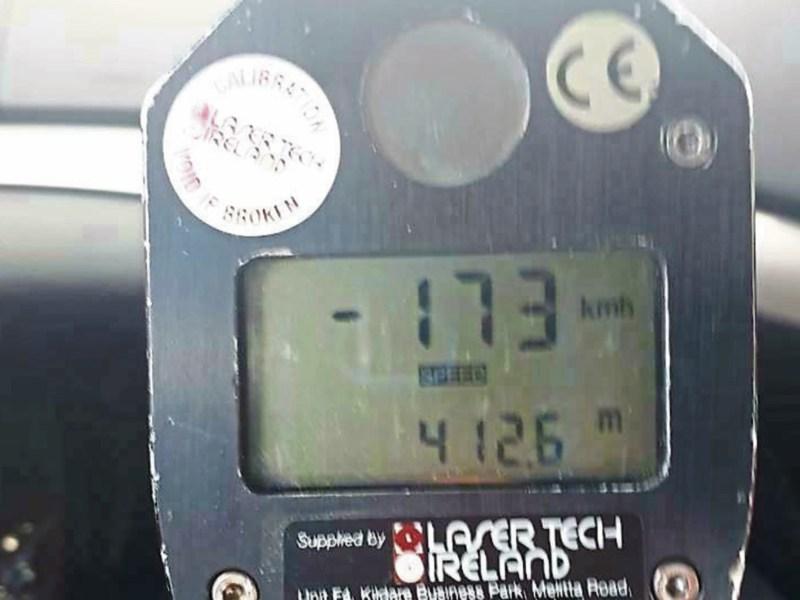 CALIBRATION
LASER TECH
IRELAND
VOID IF BROKEN
CE
- 173 kmh
SPEED
412.6 m
Supplied by LASER TECH
IRELAND
Unit F4, Kildare Business Park, Melitta Road,